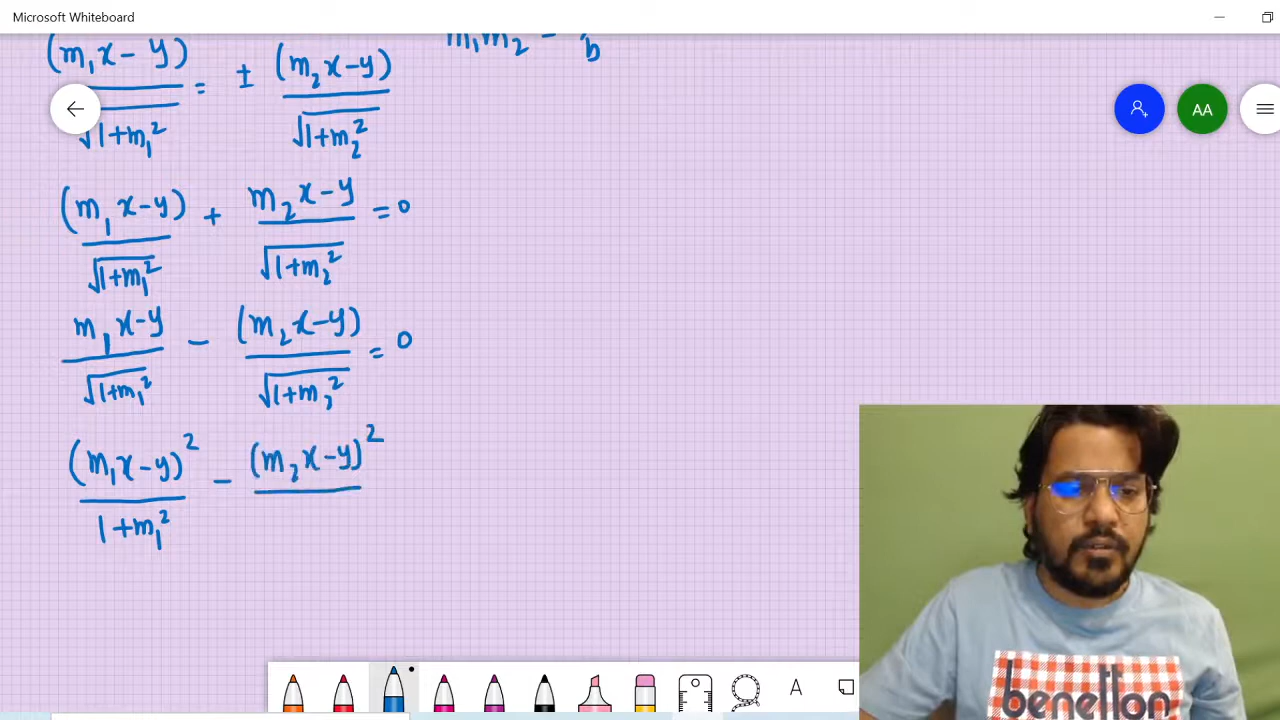 Microsoft Whiteboard
(m₁x - y) / √(1+m₁²) = ± (m₂x-y) / √(1+m₂²)
m₁m₂ = / b
AA
(m₁x-y) / √(1+m₁²) + m₂x-y / √(1+m₂²) = 0
m₁x-y / √(1+m₁²) - (m₂x-y) / √(1+m₂²) = 0
(m₁x-y)² / 1+m₁² - (m₂x-y)²
A
benetton